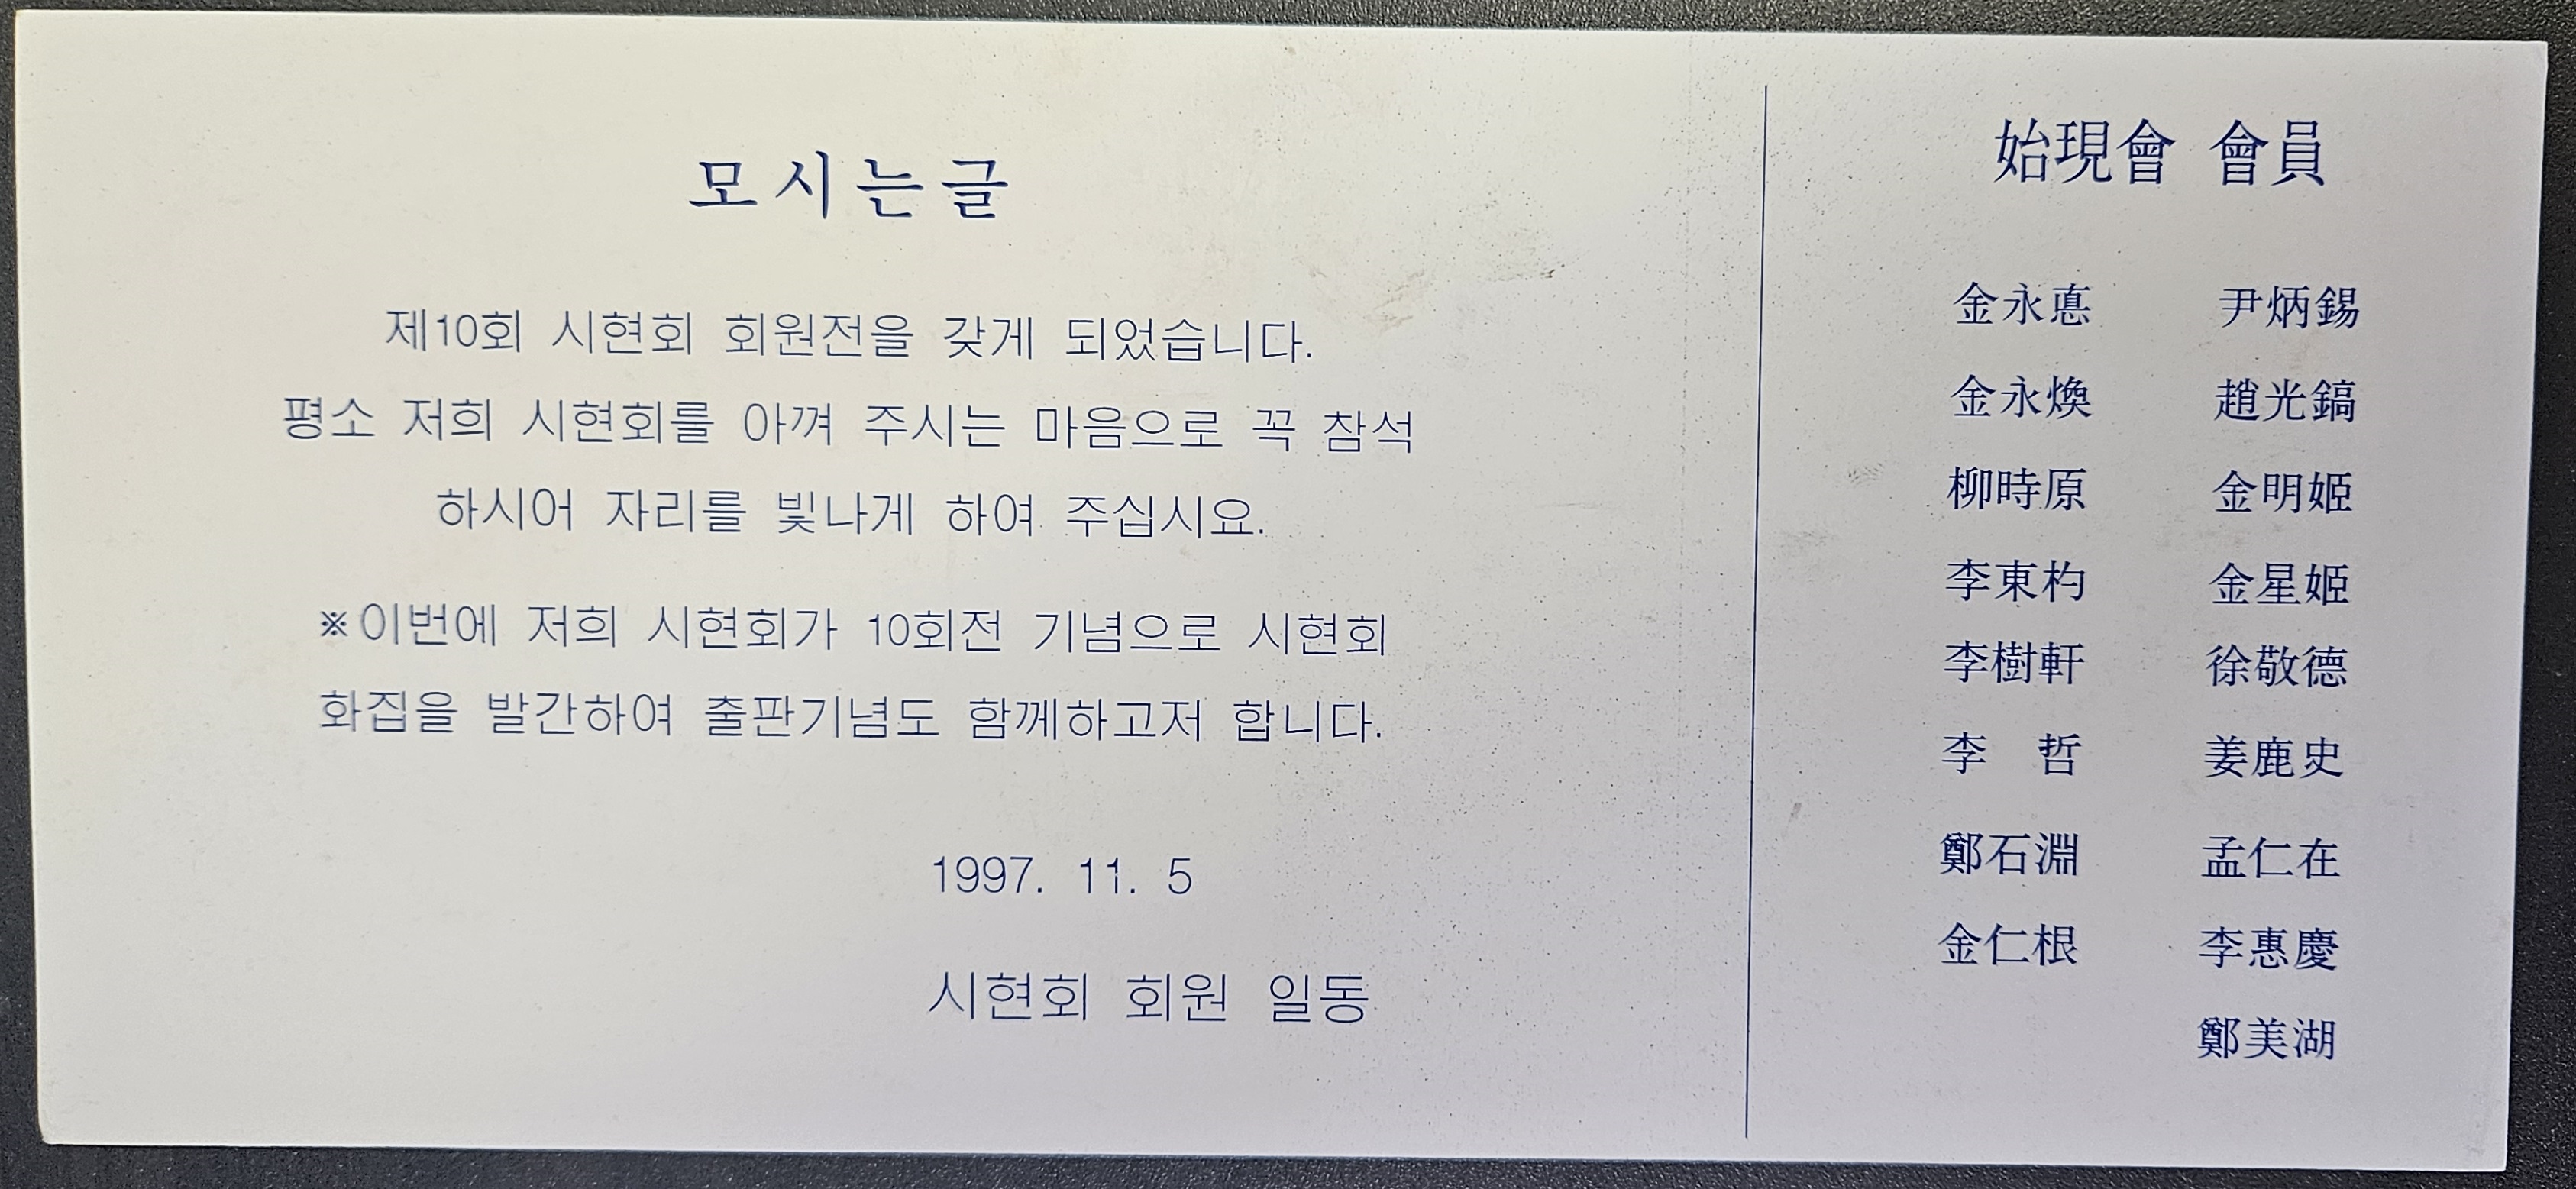 모시는글
제10회 시현회 회원전을 갖게 되었습니다.
평소 저희 시현회를 아껴 주시는 마음으로 꼭 참석
하시어 자리를 빛나게 하여 주십시요.
※이번에 저희 시현회가 10회전 기념으로 시현회
화집을 발간하여 출판기념도 함께하고저 합니다.
1997. 11. 5
시현회 회원 일동
始現會 會員
金永悳 尹炳錫
金永煥 趙光鎬
柳時原 金明姬
李東杓 金星姬
李樹軒 徐敬德
李 哲 姜鹿史
鄭石淵 孟仁在
金仁根 李惠慶
鄭美湖